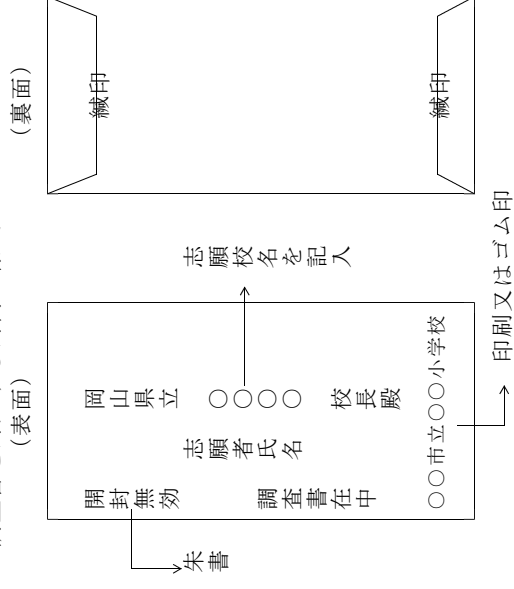 （表面）
岡山県立　○○○○　校長殿
志願者氏名
開封無効　調査書在中
○○市立○○小学校
志願校名を記入
朱書
印刷又はゴム印
（裏面）
緘印
緘印